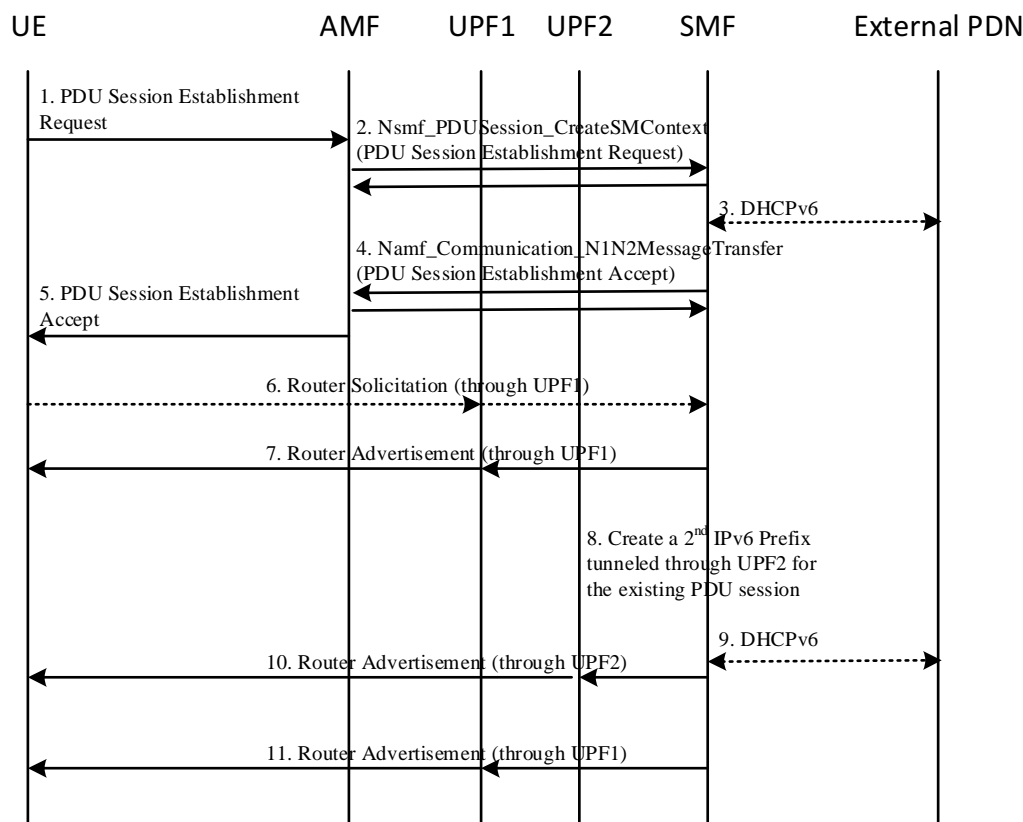 UE AMF UPF1 UPF2 SMF External PDN
1. PDU Session Establishment
Request
2. Nsmf_PDUSession_CreateSMContext
(PDU Session Establishment Request)
3. DHCPv6
4. Namf_Communication_N1N2MessageTransfer
(PDU Session Establishment Accept)
5. PDU Session Establishment
Accept
6. Router Solicitation (through UPF1)
7. Router Advertisement (through UPF1)
8. Create a 2nd IPv6 Prefix
tunneled through UPF2 for
the existing PDU session
9. DHCPv6
10. Router Advertisement (through UPF2)
11. Router Advertisement (through UPF1)